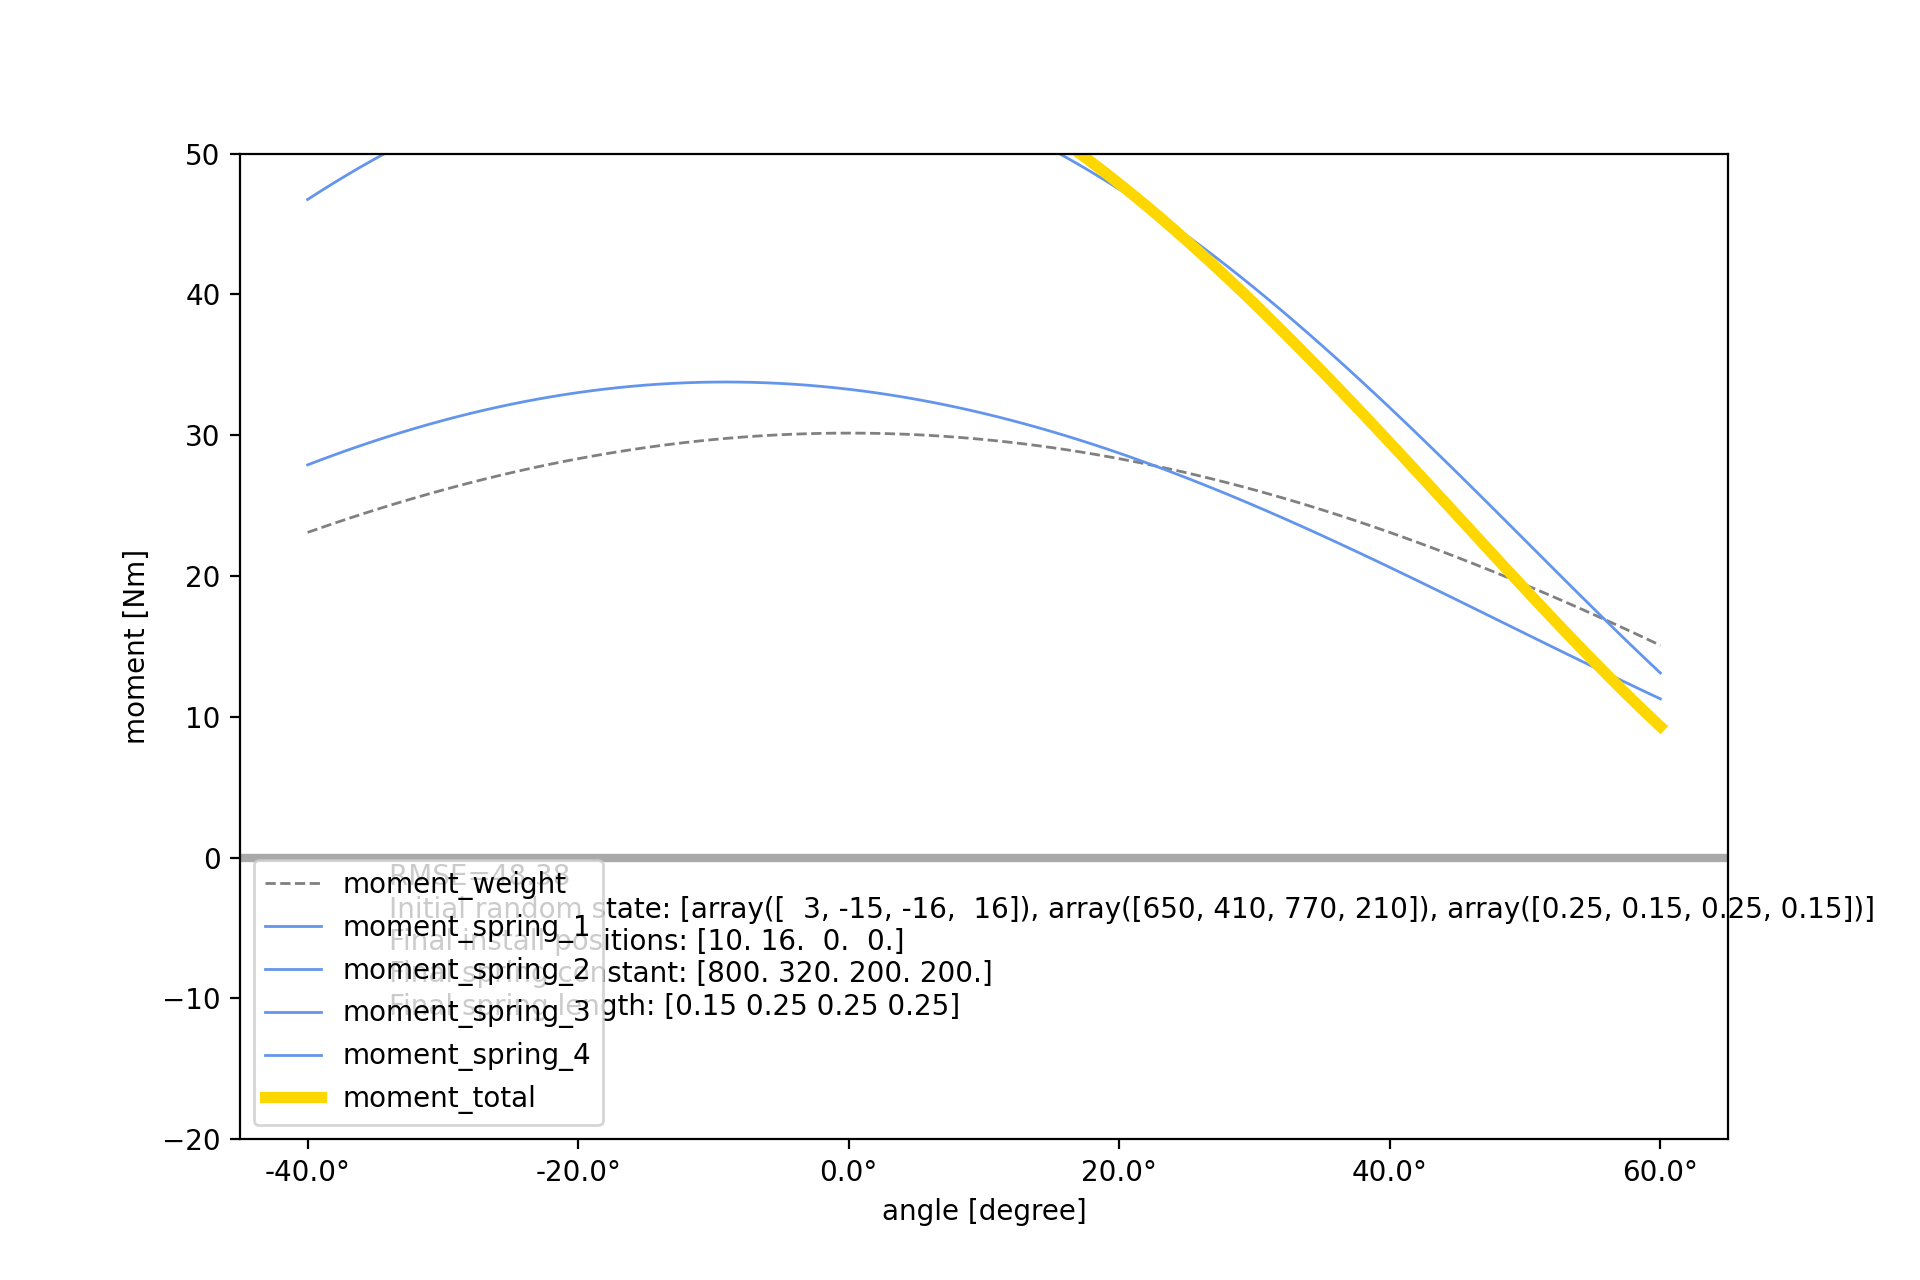 50
40
30
20
10
0
−10
−20
moment [Nm]
RMSE=48.38
Initial random state: [array([  3, -15, -16,  16]), array([650, 410, 770, 210]), array([0.25, 0.15, 0.25, 0.15])]
Final install positions: [10. 16.  0.  0.]
Final spring constant: [800. 320. 200. 200.]
Final spring length: [0.15 0.25 0.25 0.25]
moment_weight
moment_spring_1
moment_spring_2
moment_spring_3
moment_spring_4
moment_total
-40.0°
-20.0°
0.0°
20.0°
40.0°
60.0°
angle [degree]